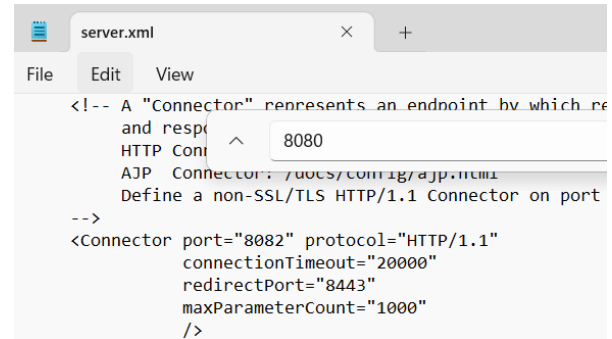 server.xml
File Edit View
<!-- A "Connector" represents an endpoint by which re
and respo
8080
HTTP Conn
AJP Connector: /docs/config/ajp.html
Define a non-SSL/TLS HTTP/1.1 Connector on port
-->
<Connector port="8082" protocol="HTTP/1.1"
connectionTimeout="20000"
redirectPort="8443"
maxParameterCount="1000"
/>